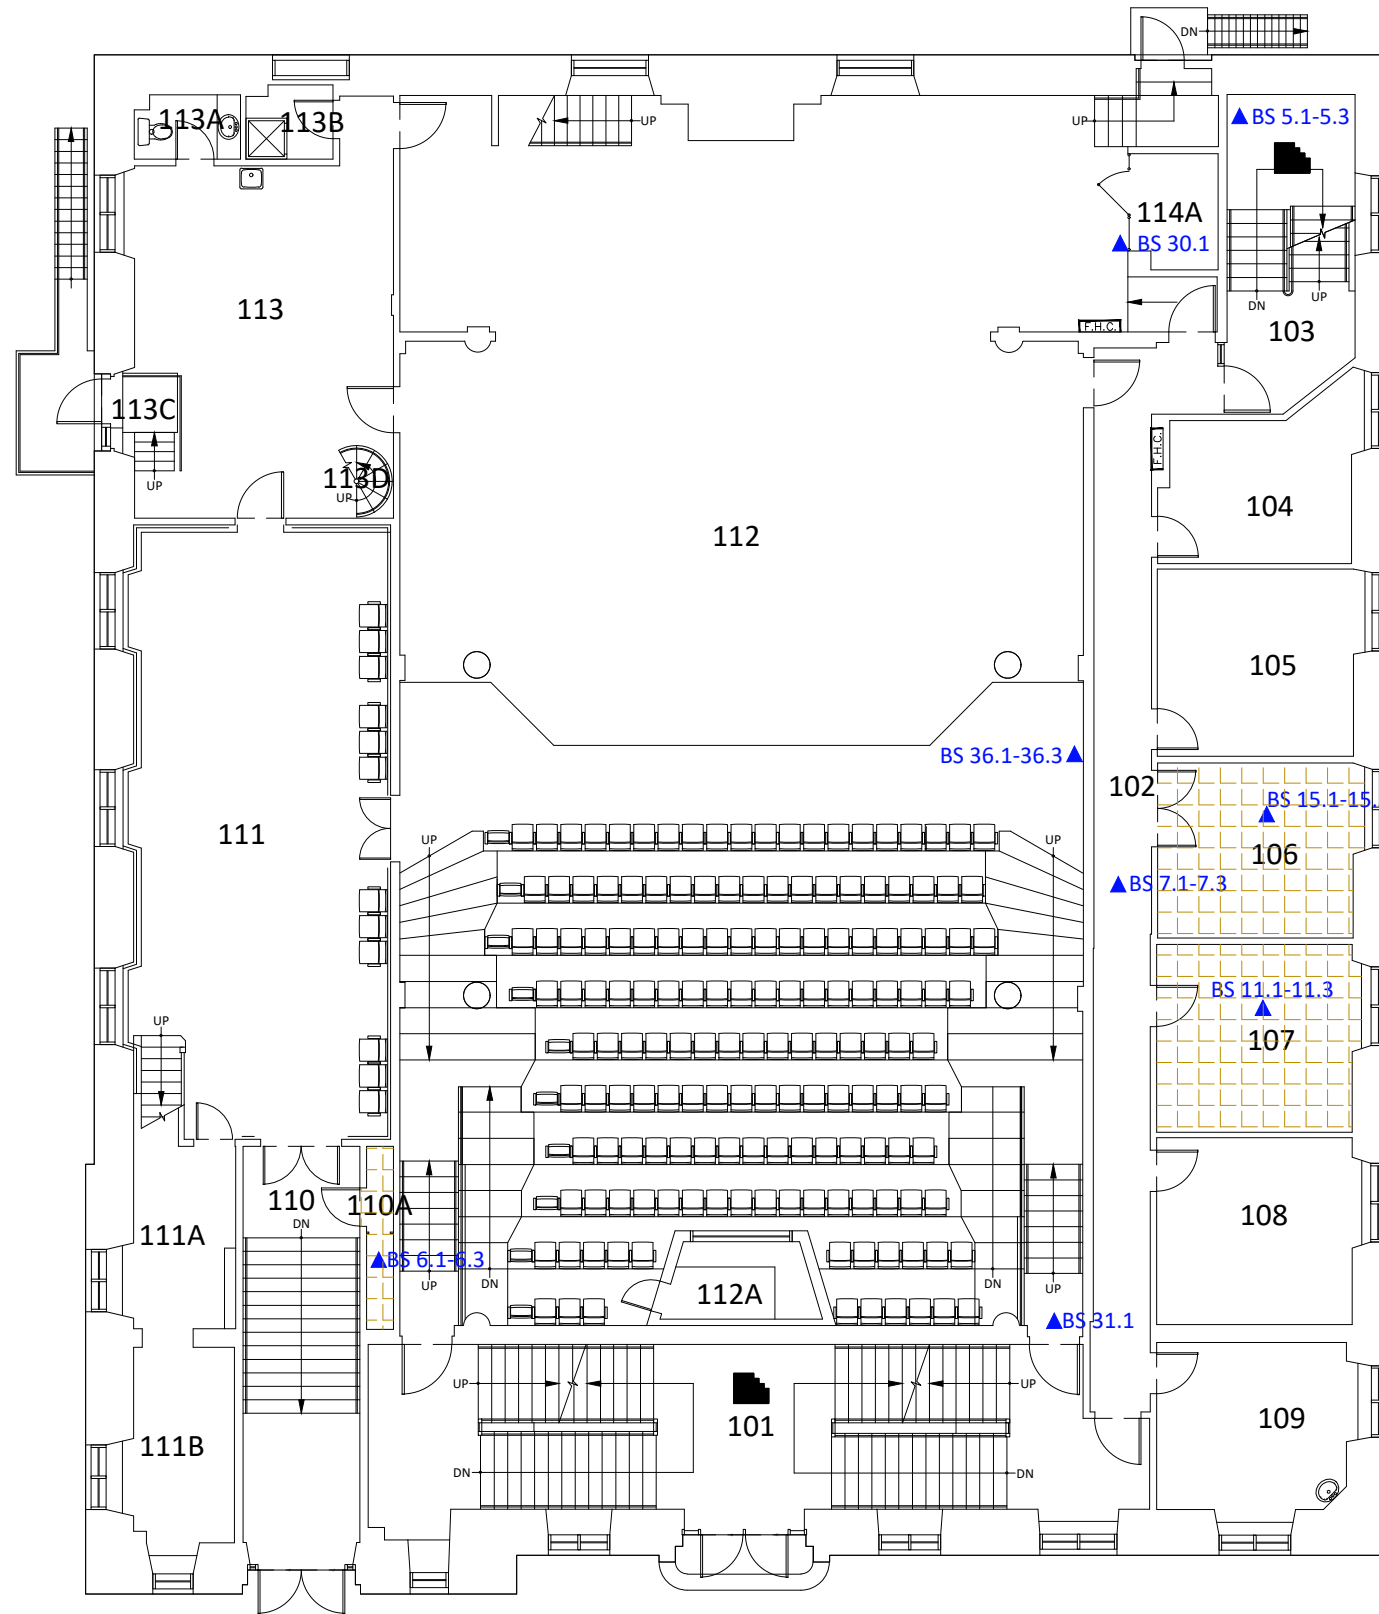 DN
113A
113B
UP
UP
BS 5.1-5.3
114A
BS 30.1
113
DN
UP
F.H.C.
103
113C
F.H.C.
113D
UP
UP
104
112
105
BS 36.1-36.3
102
BS 15.1-15.
111
UP
UP
106
BS 7.1-7.3
BS 11.1-11.3
UP
107
110
110A
DN
111A
108
BS 6.1-6.3
UP
DN
DN
UP
112A
BS 31.1
UP
UP
101
109
111B
DN
DN